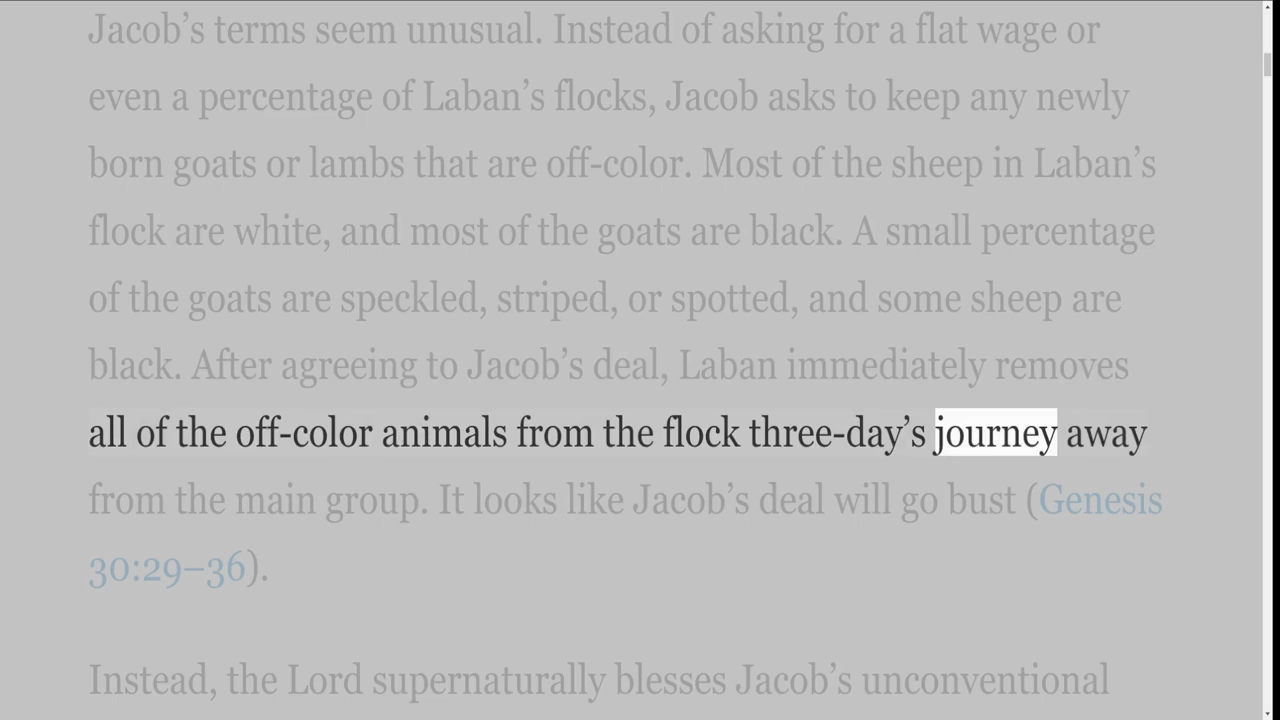 Jacob’s terms seem unusual. Instead of asking for a flat wage or
even a percentage of Laban’s flocks, Jacob asks to keep any newly
born goats or lambs that are off-color. Most of the sheep in Laban’s
flock are white, and most of the goats are black. A small percentage
of the goats are speckled, striped, or spotted, and some sheep are
black. After agreeing to Jacob’s deal, Laban immediately removes
all of the off-color animals from the flock three-day’s journey away
from the main group. It looks like Jacob’s deal will go bust (Genesis
30:29–36).
Instead, the Lord supernaturally blesses Jacob’s unconventional